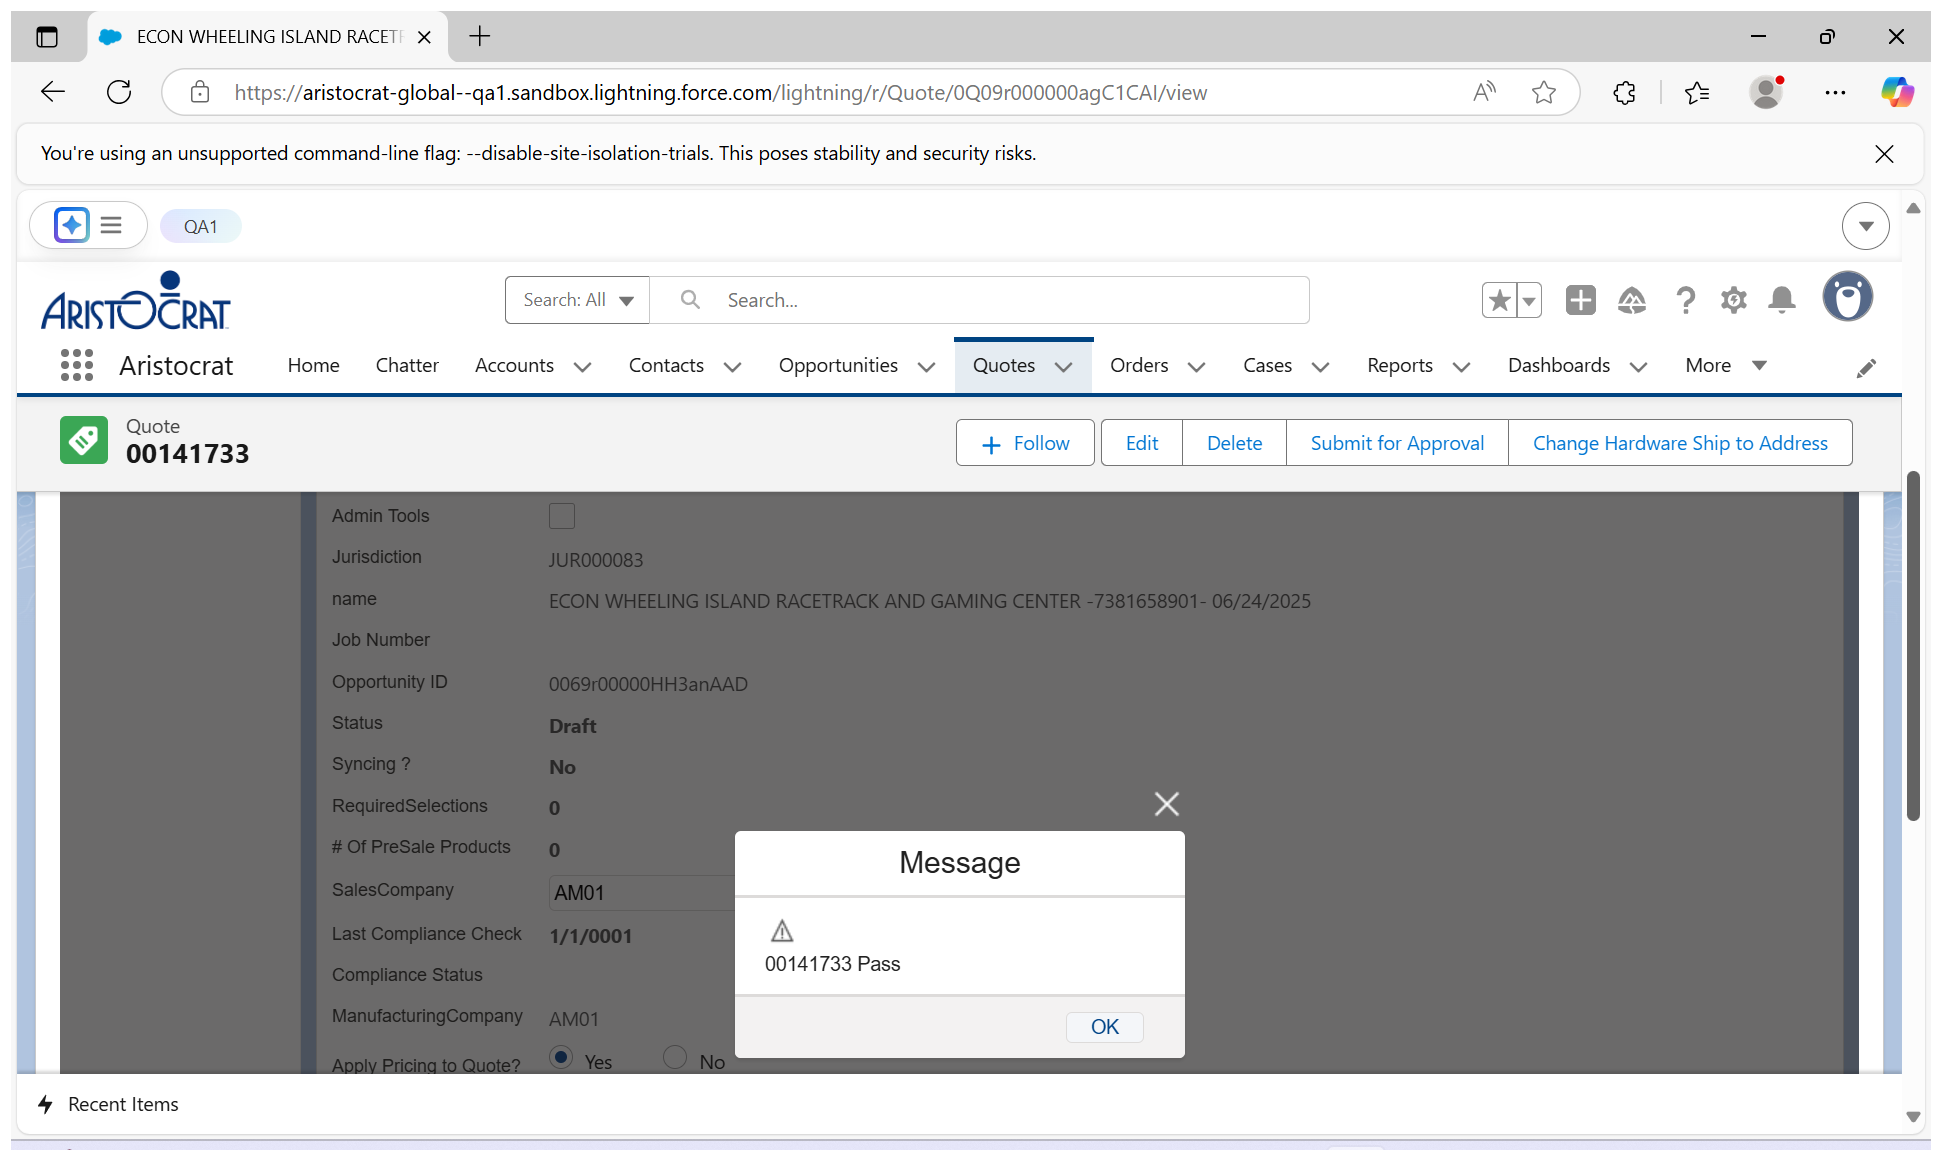 ECON WHEELING ISLAND RACETR
https://aristocrat-global--qa1.sandbox.lightning.force.com/lightning/r/Quote/0Q09r000000agC1CAI/view
You're using an unsupported command-line flag: --disable-site-isolation-trials. This poses stability and security risks.
QA1
ARISTOCRAT
Search: All
Search...
Aristocrat
Home
Chatter
Accounts
Contacts
Opportunities
Quotes
Orders
Cases
Reports
Dashboards
More
Quote
00141733
Follow
Edit
Delete
Submit for Approval
Change Hardware Ship to Address
Admin Tools
Jurisdiction JUR000083
name ECON WHEELING ISLAND RACETRACK AND GAMING CENTER -7381658901- 06/24/2025
Job Number
Opportunity ID 0069r00000HH3anAAD
Status Draft
Syncing ? No
RequiredSelections 0
# Of PreSale Products 0
SalesCompany AM01
Last Compliance Check 1/1/0001
Compliance Status
ManufacturingCompany AM01
Apply Pricing to Quote? Yes No
Message
00141733 Pass
OK
Recent Items